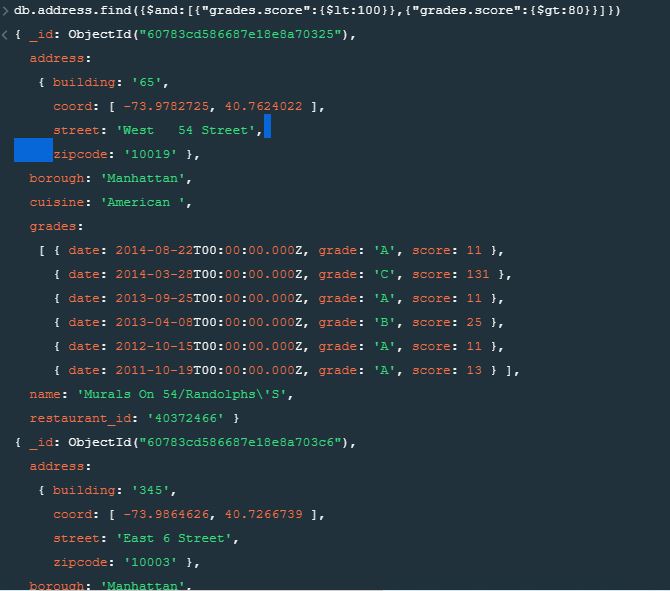 > db.address.find({$and:[{"grades.score":{$lt:100}},{"grades.score":{$gt:80}}]})
< { _id: ObjectId("60783cd586687e18e8a70325"),
address:
{ building: '65',
coord: [ -73.9782725, 40.7624022 ],
street: 'West   54 Street',
zipcode: '10019' },
borough: 'Manhattan',
cuisine: 'American ',
grades:
[ { date: 2014-08-22T00:00:00.000Z, grade: 'A', score: 11 },
{ date: 2014-03-28T00:00:00.000Z, grade: 'C', score: 131 },
{ date: 2013-09-25T00:00:00.000Z, grade: 'A', score: 11 },
{ date: 2013-04-08T00:00:00.000Z, grade: 'B', score: 25 },
{ date: 2012-10-15T00:00:00.000Z, grade: 'A', score: 11 },
{ date: 2011-10-19T00:00:00.000Z, grade: 'A', score: 13 } ],
name: 'Murals On 54/Randolphs\'S',
restaurant_id: '40372466' }
{ _id: ObjectId("60783cd586687e18e8a703c6"),
address:
{ building: '345',
coord: [ -73.9864626, 40.7266739 ],
street: 'East 6 Street',
zipcode: '10003' },
borough: 'Manhattan',